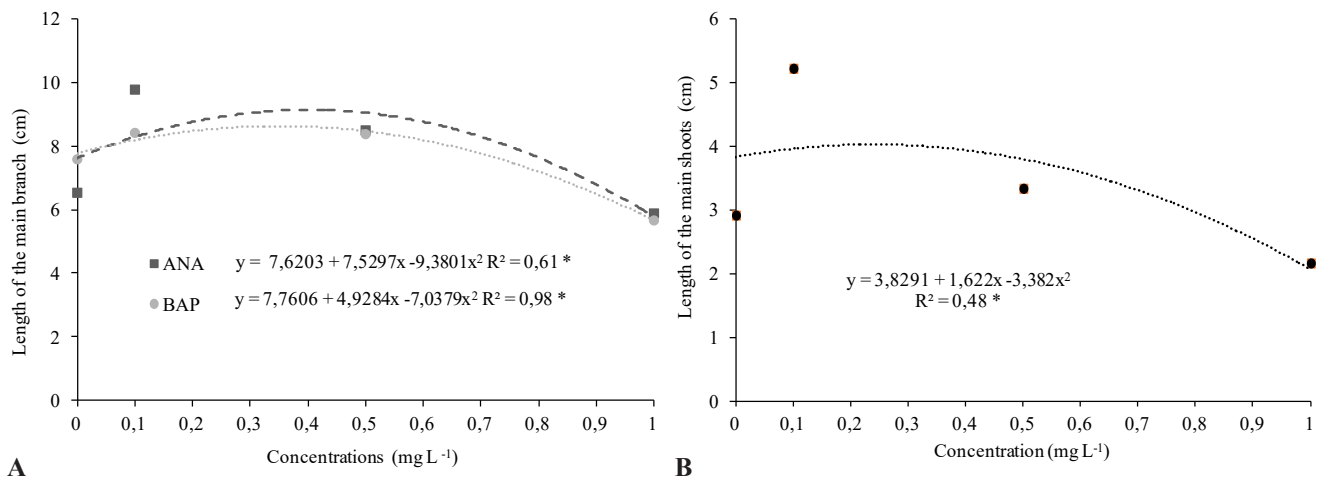 Length of the main branch (cm)
12
10
8
6
4
2
0
ANA y = 7,6203 + 7,5297x -9,3801x² R² = 0,61 *
BAP y = 7,7606 + 4,9284x -7,0379x² R² = 0,98 *
0 0,1 0,2 0,3 0,4 0,5 0,6 0,7 0,8 0,9 1
Concentrations (mg L⁻¹)
A
Length of the main shoots (cm)
6
5
4
3
2
1
0
y = 3,8291 + 1,622x -3,382x²
R² = 0,48 *
0 0,1 0,2 0,3 0,4 0,5 0,6 0,7 0,8 0,9 1
Concentration (mg L⁻¹)
B